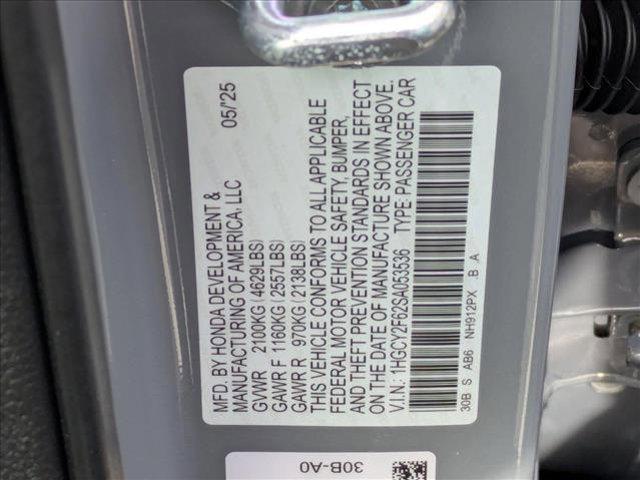 MFD. BY HONDA DEVELOPMENT & 05/'25
MANUFACTURING OF AMERICA, LLC
GVWR 2100KG (4629LBS)
GAWR F 1160KG (2557LBS)
GAWR R 970KG (2138LBS)
THIS VEHICLE CONFORMS TO ALL APPLICABLE
FEDERAL MOTOR VEHICLE SAFETY, BUMPER,
AND THEFT PREVENTION STANDARDS IN EFFECT
ON THE DATE OF MANUFACTURE SHOWN ABOVE.
V.I.N.: 1HGCY2F62SA053536 TYPE: PASSENGER CAR
30B S AB6 NH912PX B A
30B-A0